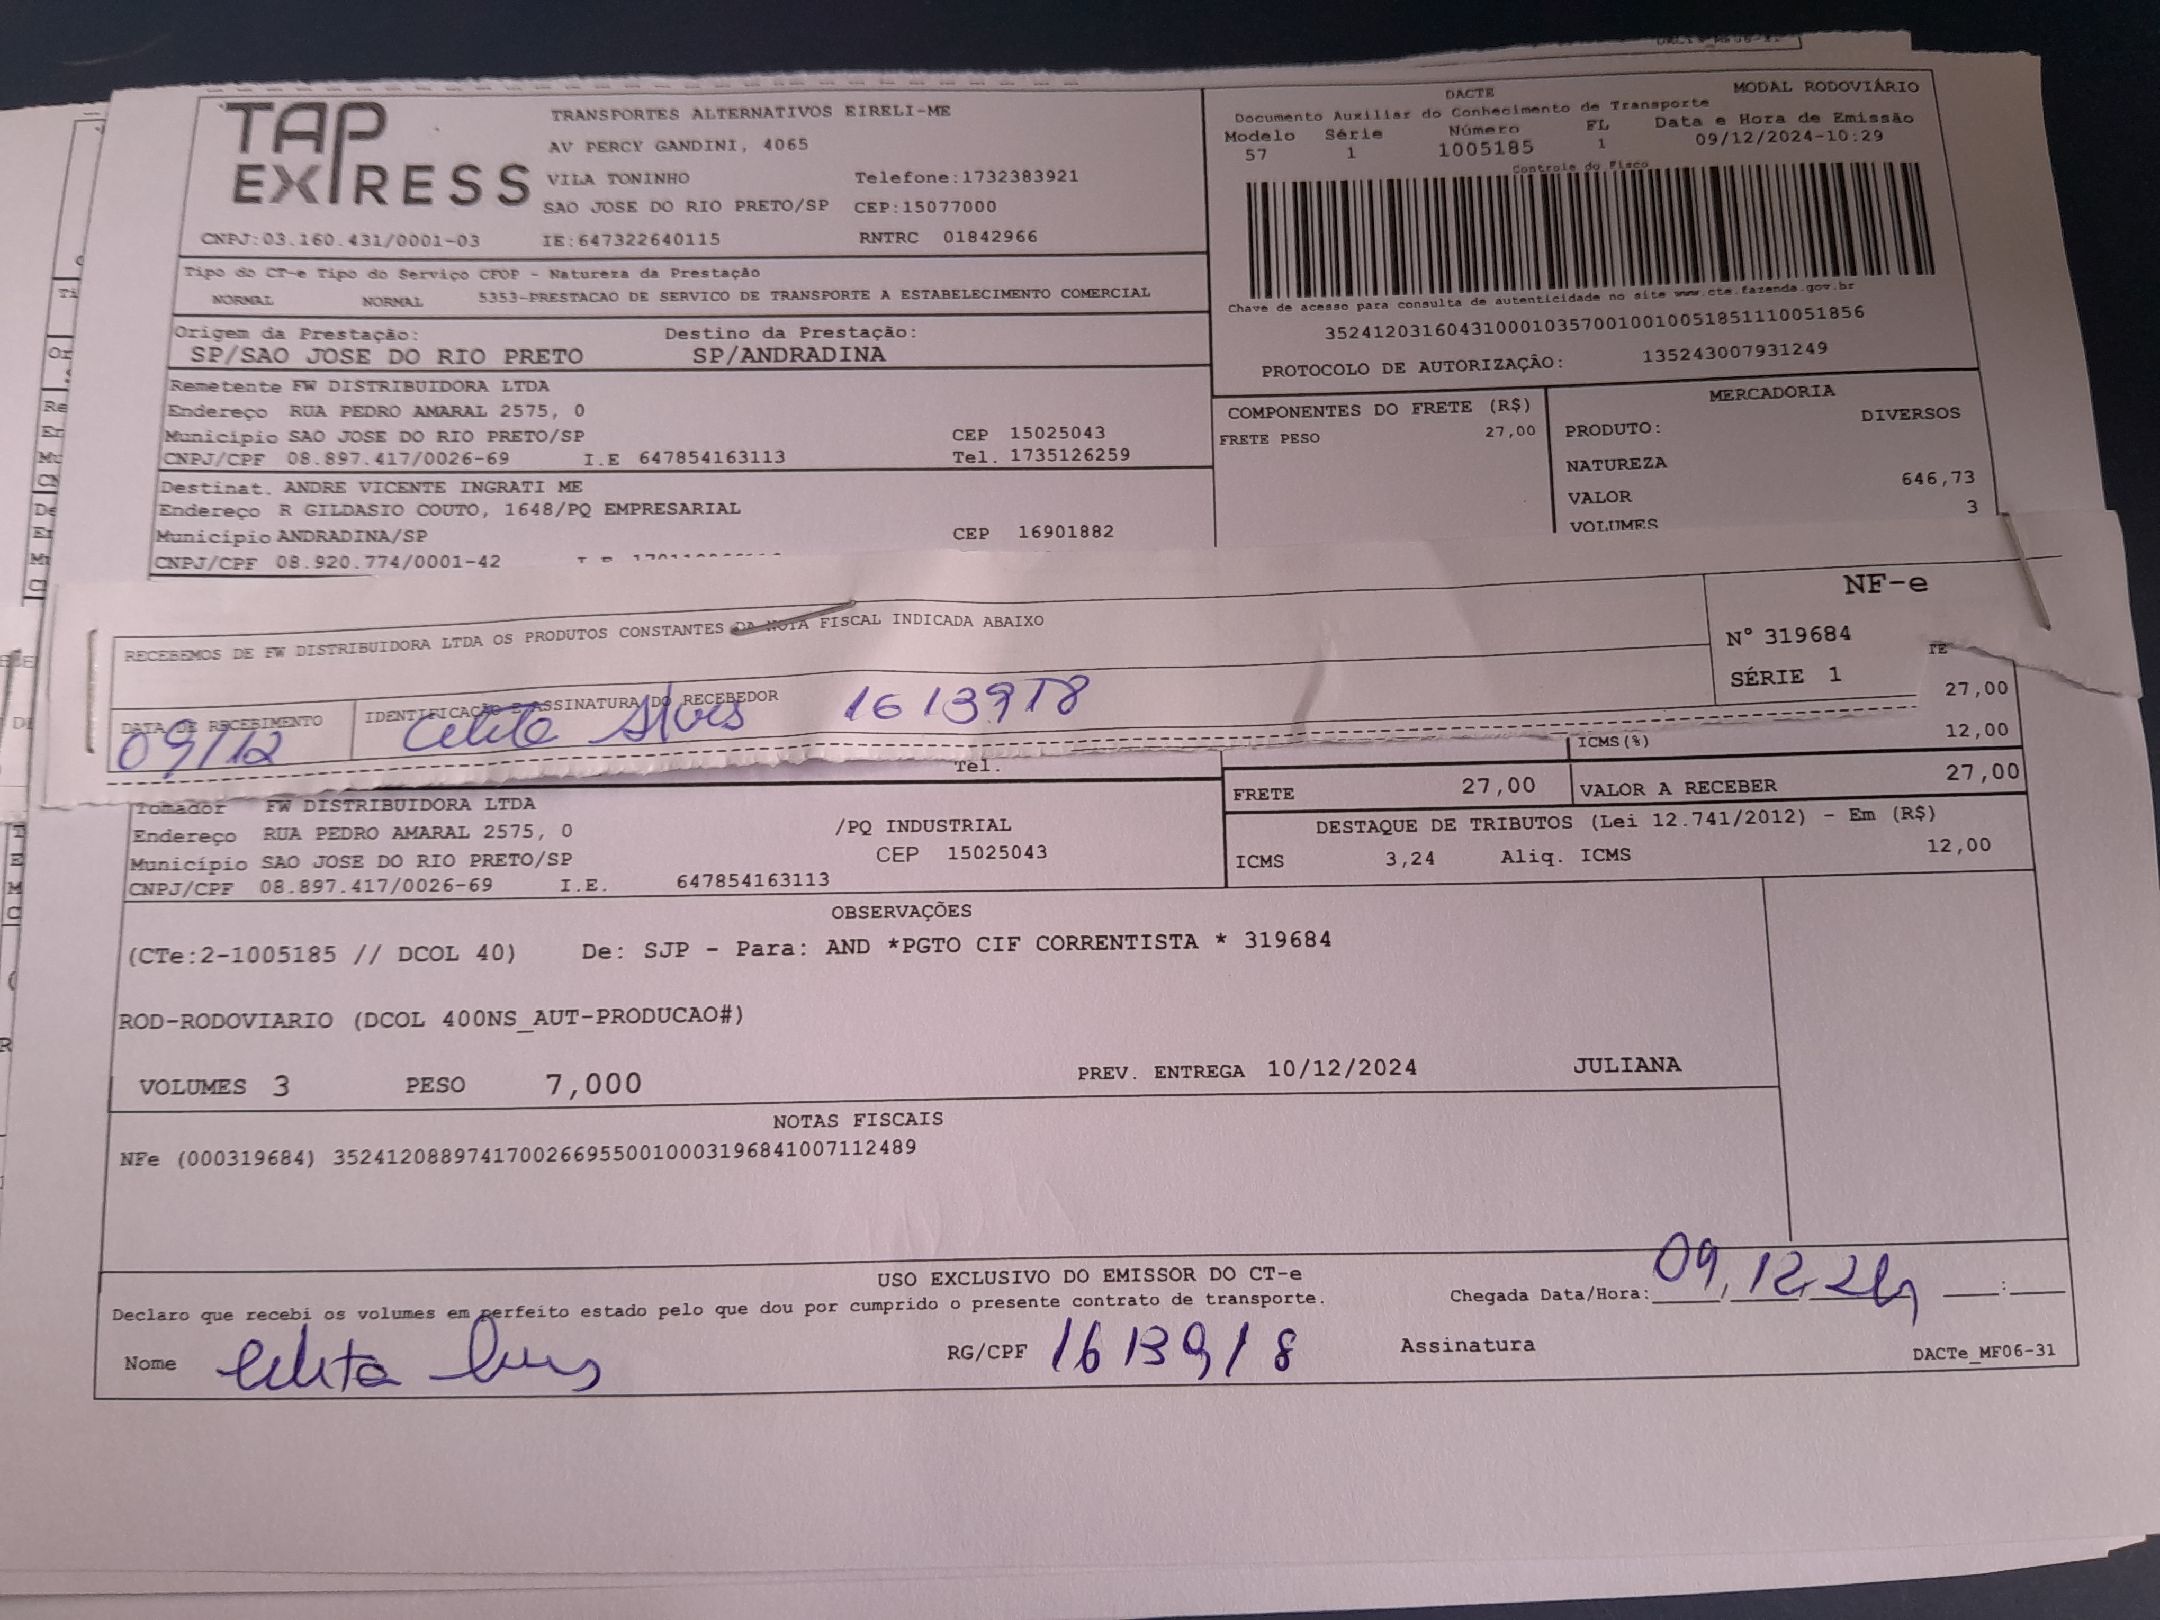 TAP EXPRESS
TRANSPORTES ALTERNATIVOS EIRELI-ME
AV PERCY GANDINI, 4065
VILA TONINHO Telefone:1732383921
SAO JOSE DO RIO PRETO/SP CEP:15077000
CNPJ:03.160.431/0001-03 IE:647322640115 RNTRC 01842966
DACTE MODAL RODOVIÁRIO
Documento Auxiliar do Conhecimento de Transporte
Modelo Série Número FL Data e Hora de Emissão
57 1 1005185 1 09/12/2024-10:29
Controle do Fisco
Chave de acesso para consulta de autenticidade no site www.cte.fazenda.gov.br
35241203160431000103570010010051851110051856
PROTOCOLO DE AUTORIZAÇÃO: 135243007931249
Tipo do CT-e Tipo do Serviço CFOP - Natureza da Prestação
NORMAL NORMAL 5353-PRESTACAO DE SERVICO DE TRANSPORTE A ESTABELECIMENTO COMERCIAL
Origem da Prestação: Destino da Prestação:
SP/SAO JOSE DO RIO PRETO SP/ANDRADINA
Remetente FW DISTRIBUIDORA LTDA
Endereço RUA PEDRO AMARAL 2575, 0
Município SAO JOSE DO RIO PRETO/SP CEP 15025043
CNPJ/CPF 08.897.417/0026-69 I.E 647854163113 Tel. 1735126259
Destinat. ANDRE VICENTE INGRATI ME
Endereço R GILDASIO COUTO, 1648/PQ EMPRESARIAL
Município ANDRADINA/SP CEP 16901882
CNPJ/CPF 08.920.774/0001-42
COMPONENTES DO FRETE (R$)
FRETE PESO 27,00
MERCADORIA
PRODUTO: DIVERSOS
NATUREZA
VALOR 646,73
VOLUMES 3
RECEBEMOS DE FW DISTRIBUIDORA LTDA OS PRODUTOS CONSTANTES DA NOTA FISCAL INDICADA ABAIXO
NF-e
N° 319684
SÉRIE 1
DATA DE RECEBIMENTO IDENTIFICAÇÃO E ASSINATURA DO RECEBEDOR
09/12
27,00
ICMS(%) 12,00
Tel.
FRETE 27,00 VALOR A RECEBER 27,00
Tomador FW DISTRIBUIDORA LTDA
Endereço RUA PEDRO AMARAL 2575, 0 /PQ INDUSTRIAL
Município SAO JOSE DO RIO PRETO/SP CEP 15025043
CNPJ/CPF 08.897.417/0026-69 I.E. 647854163113
DESTAQUE DE TRIBUTOS (Lei 12.741/2012) - Em (R$)
ICMS 3,24 Aliq. ICMS 12,00
OBSERVAÇÕES
(CTe:2-1005185 // DCOL 40) De: SJP - Para: AND *PGTO CIF CORRENTISTA * 319684
ROD-RODOVIARIO (DCOL 400NS_AUT-PRODUCAO#)
VOLUMES 3 PESO 7,000 PREV. ENTREGA 10/12/2024 JULIANA
NOTAS FISCAIS
NFe (000319684) 35241208897417002669550010003196841007112489
USO EXCLUSIVO DO EMISSOR DO CT-e
Declaro que recebi os volumes em perfeito estado pelo que dou por cumprido o presente contrato de transporte.
Chegada Data/Hora: 09/12/24 :
Nome RG/CPF 1613918 Assinatura
DACTe_MF06-31